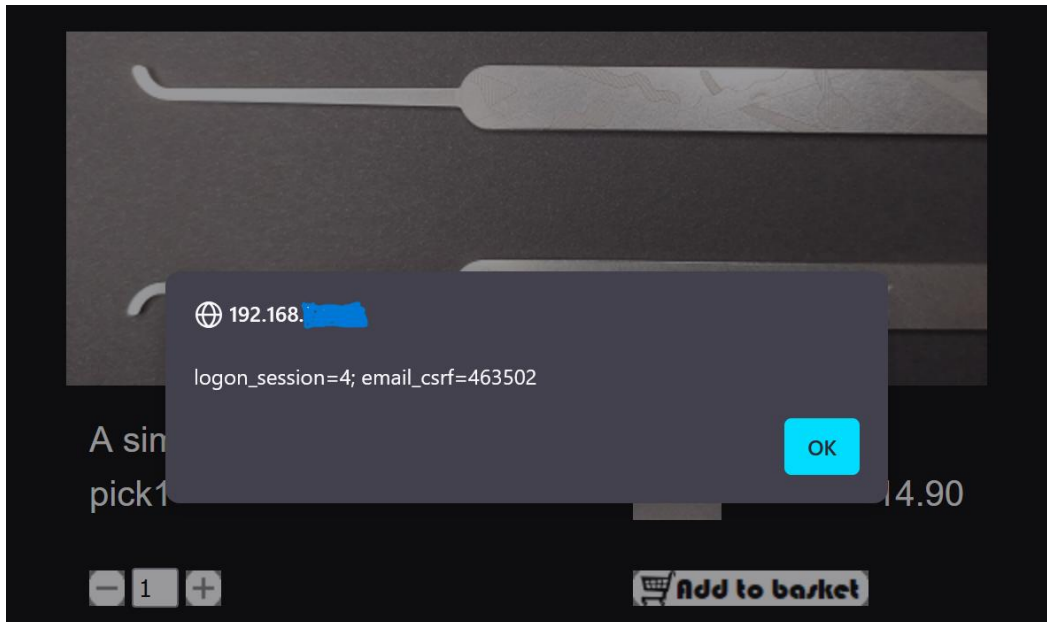 192.168.
logon_session=4; email_csrf=463502
OK
A sim
pick1
14.90
1
Add to basket